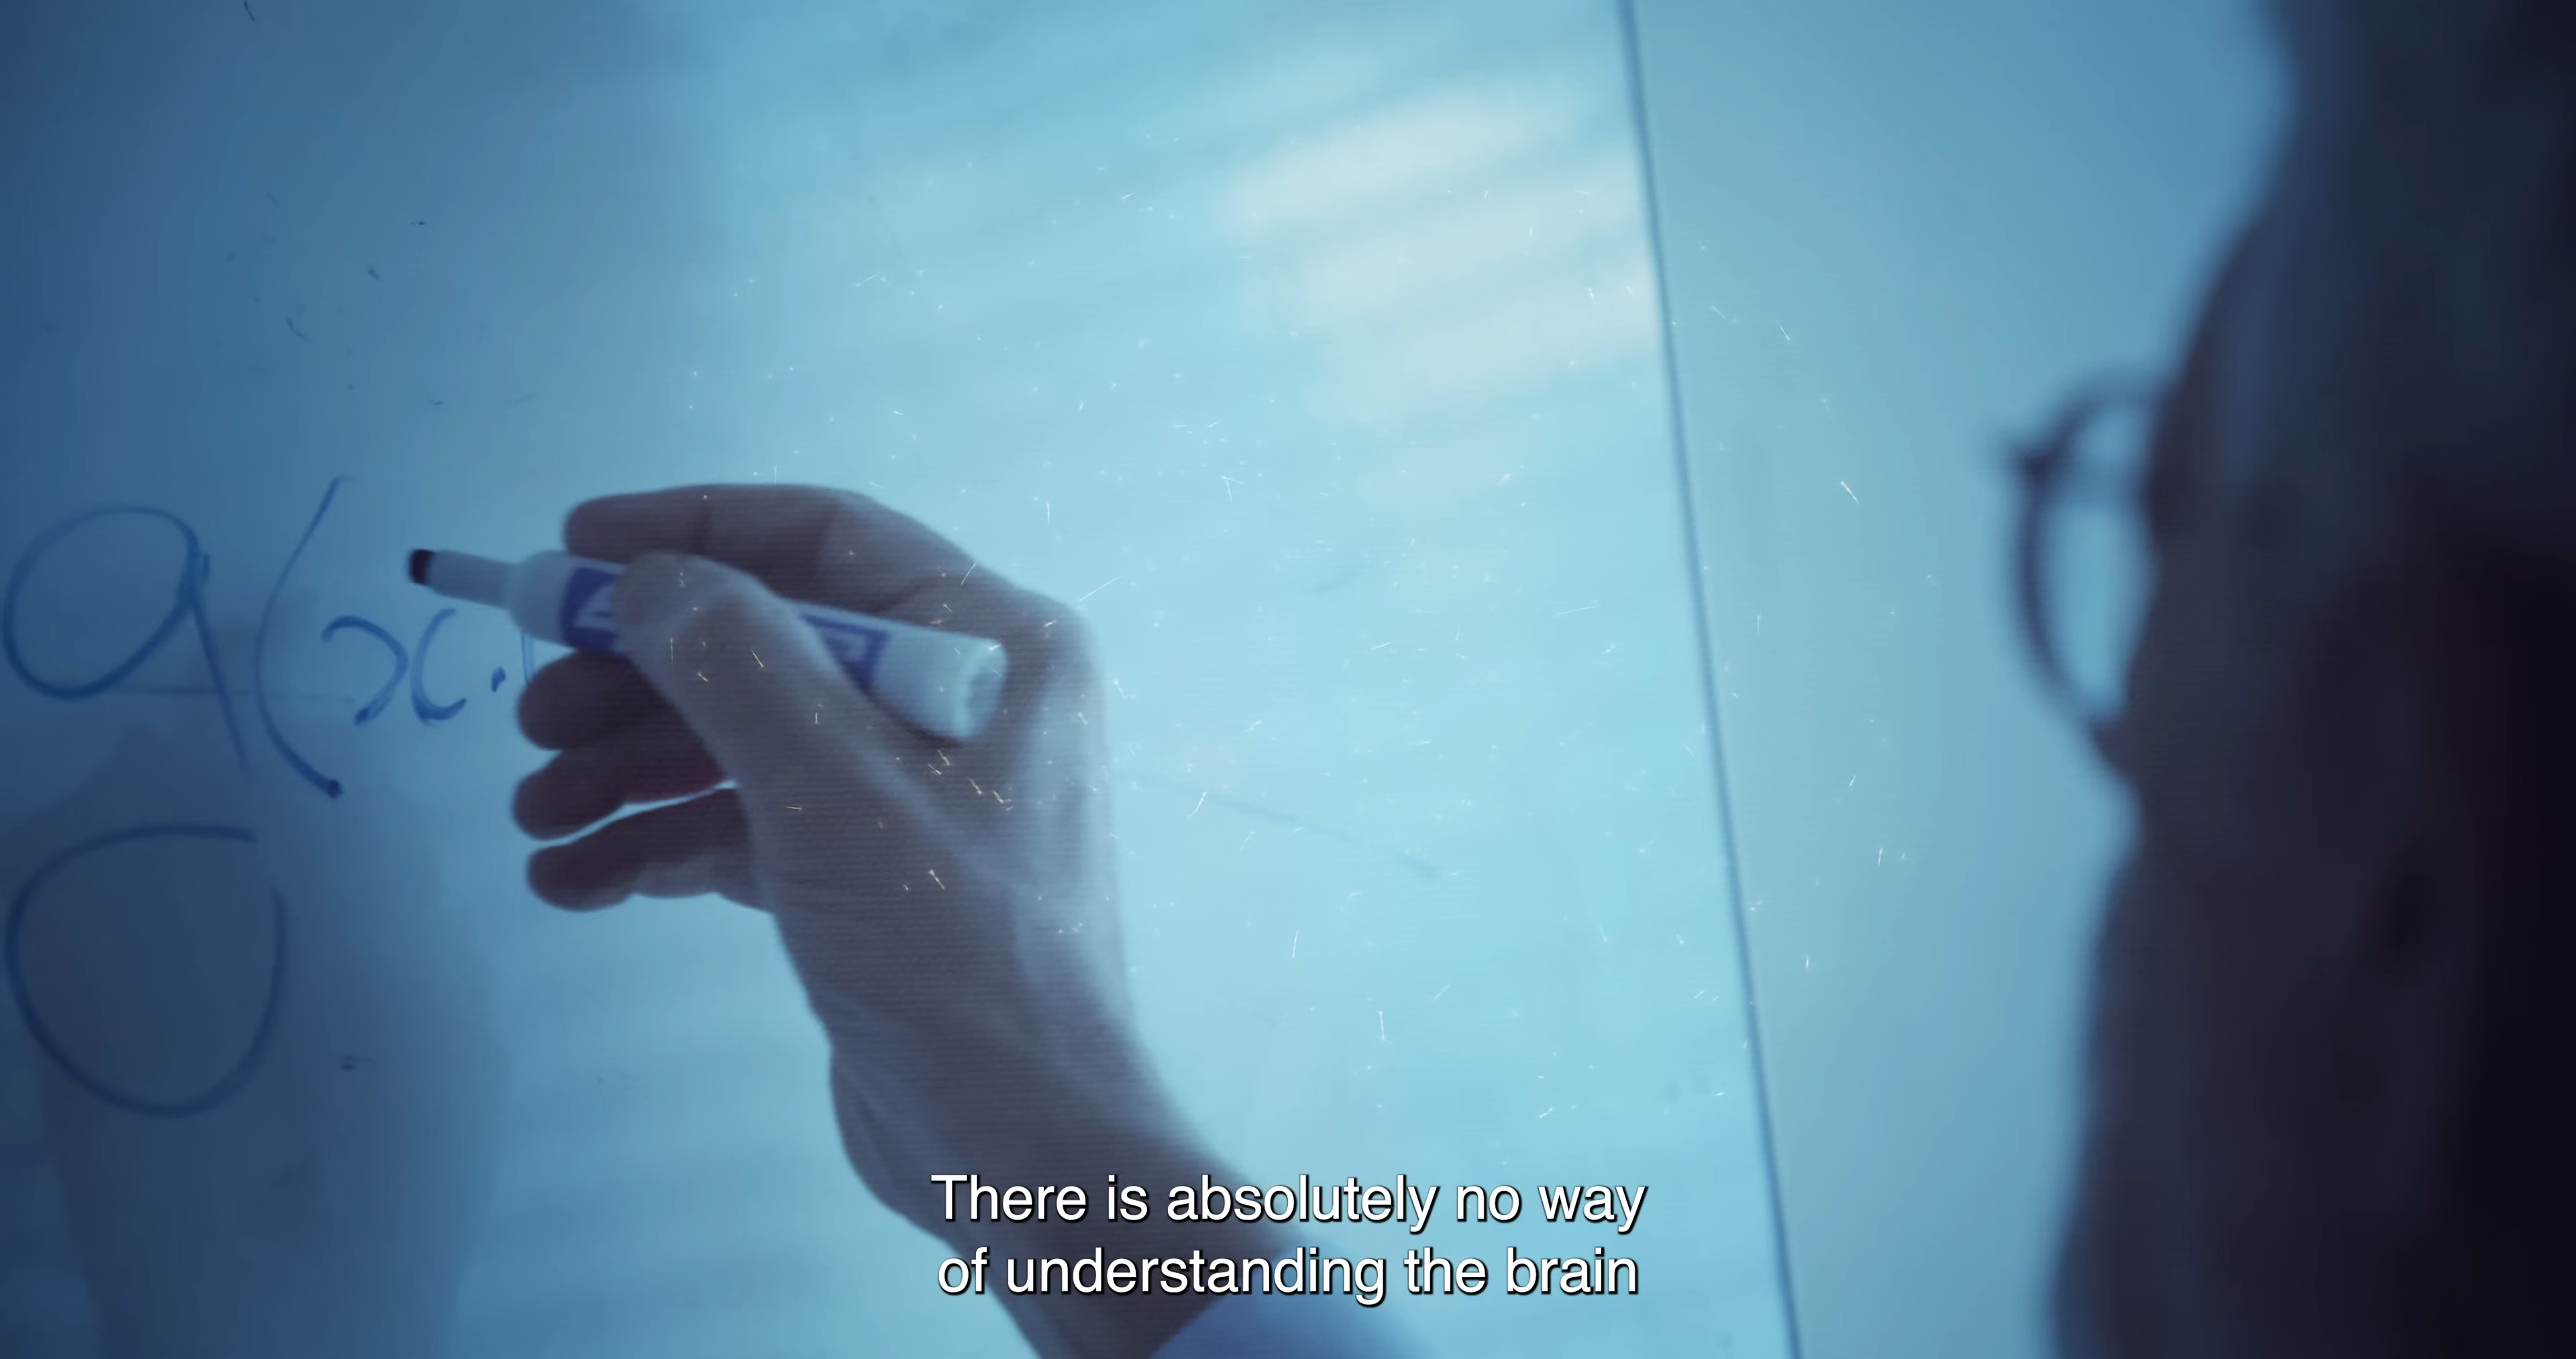 q(x.
There is absolutely no way
of understanding the brain